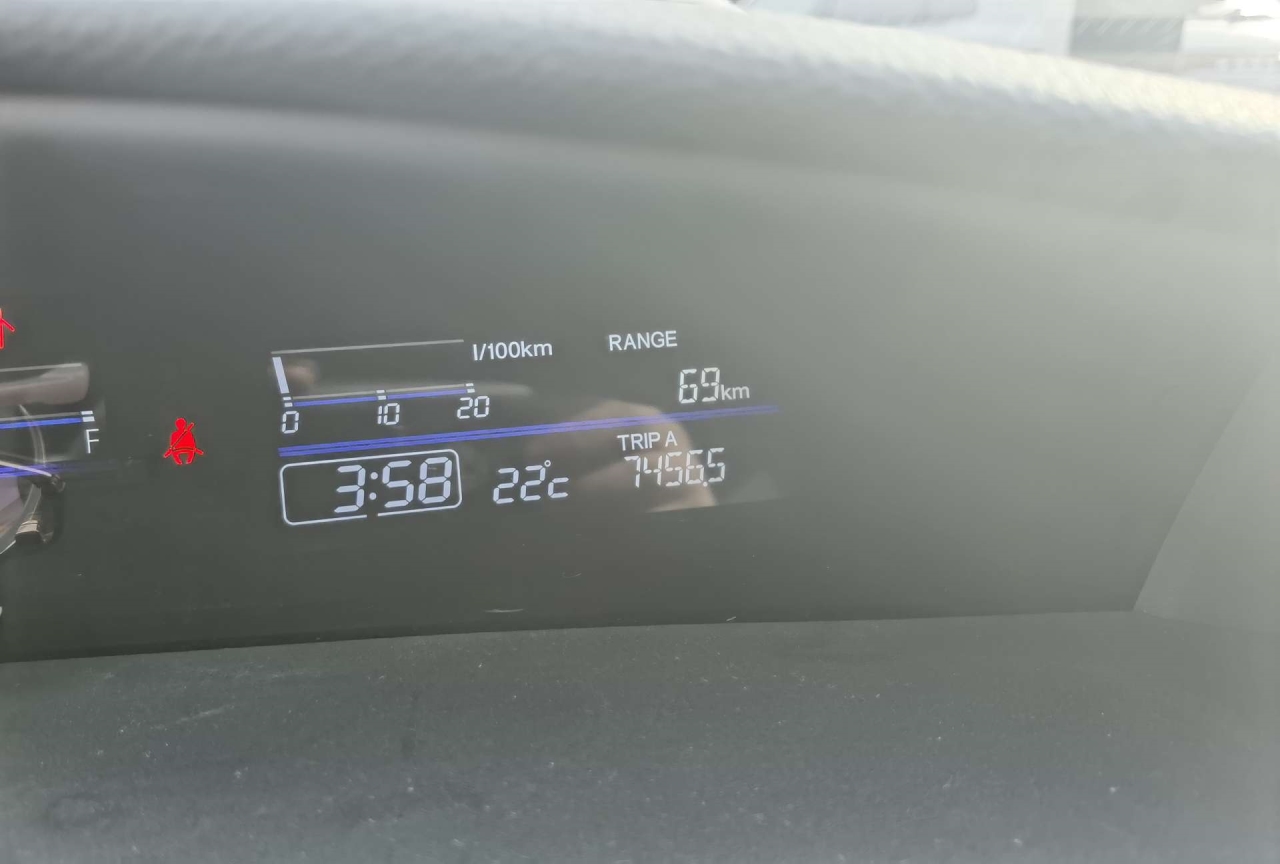 l/100km RANGE
69km
0 10 20
F
TRIP A
3:58 22°c 7456.5